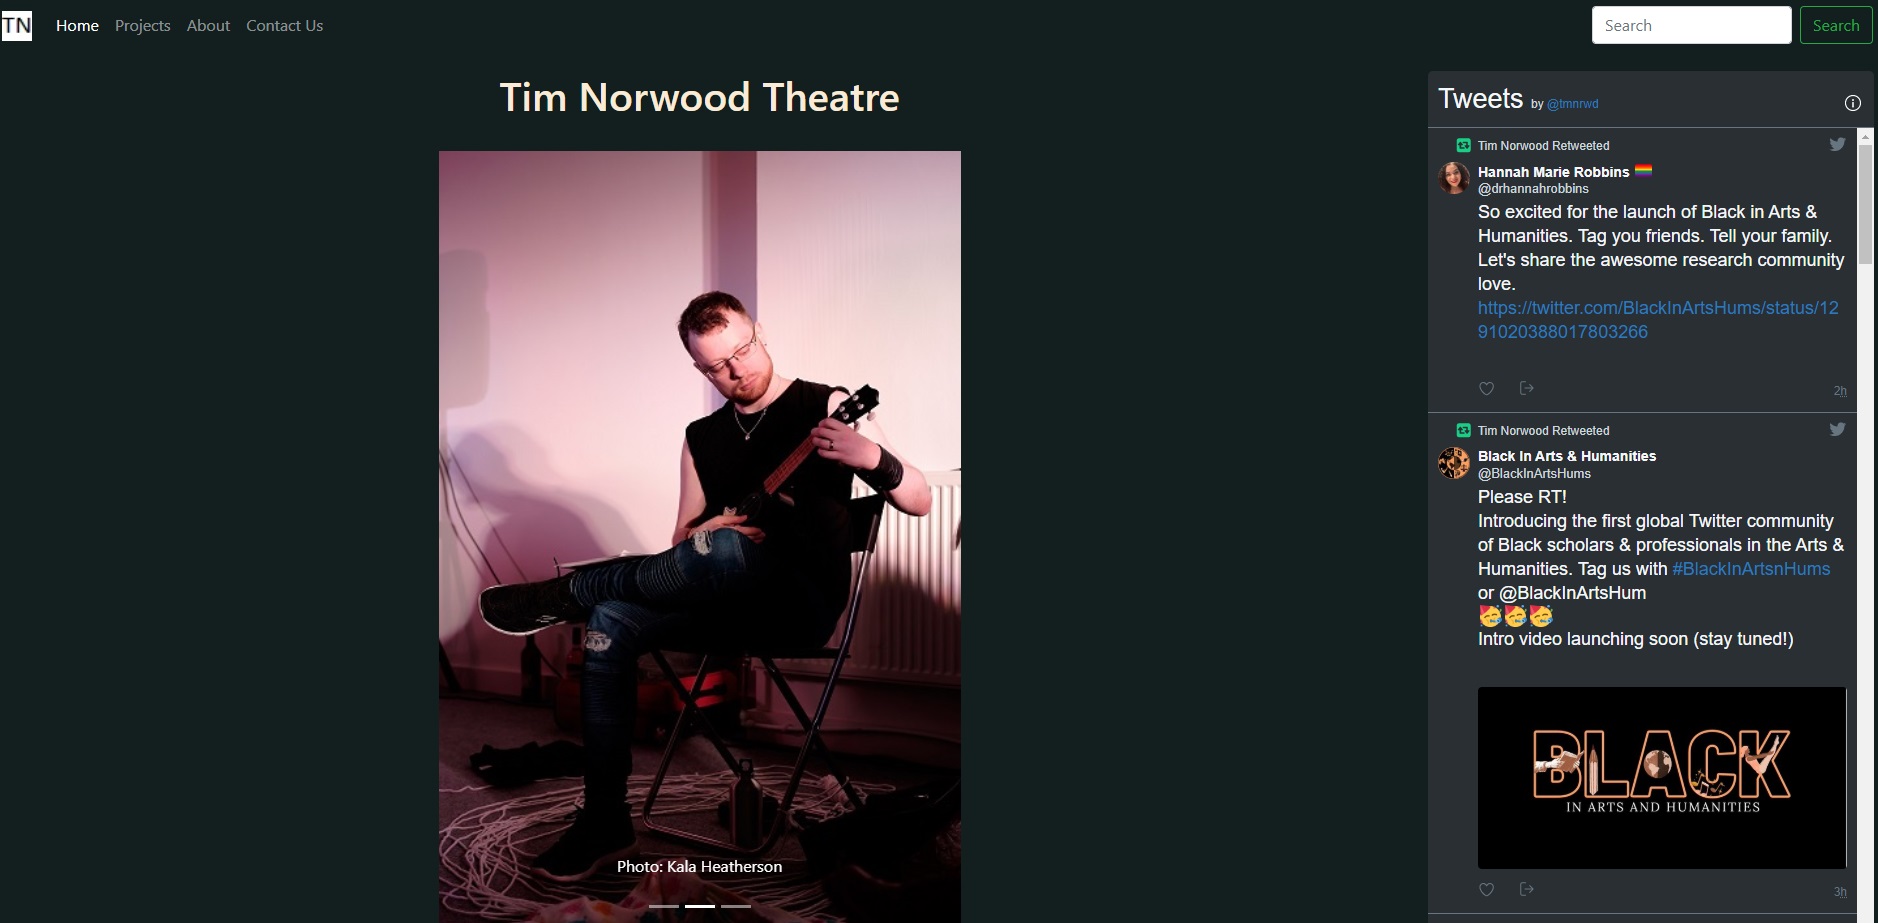 TN
Home
Projects
About
Contact Us
Search
Search
Tim Norwood Theatre
Photo: Kala Heatherson
Tweets by @tmnrwd
Tim Norwood Retweeted
Hannah Marie Robbins 🏳️‍🌈
@drhannahrobbins
So excited for the launch of Black in Arts &
Humanities. Tag you friends. Tell your family.
Let's share the awesome research community
love.
https://twitter.com/BlackInArtsHums/status/12
91020388017803266
2h
Tim Norwood Retweeted
Black In Arts & Humanities
@BlackInArtsHums
Please RT!
Introducing the first global Twitter community
of Black scholars & professionals in the Arts &
Humanities. Tag us with #BlackInArtsnHums
or @BlackInArtsHum
🥳🥳🥳
Intro video launching soon (stay tuned!)
BLACK
IN ARTS AND HUMANITIES
3h